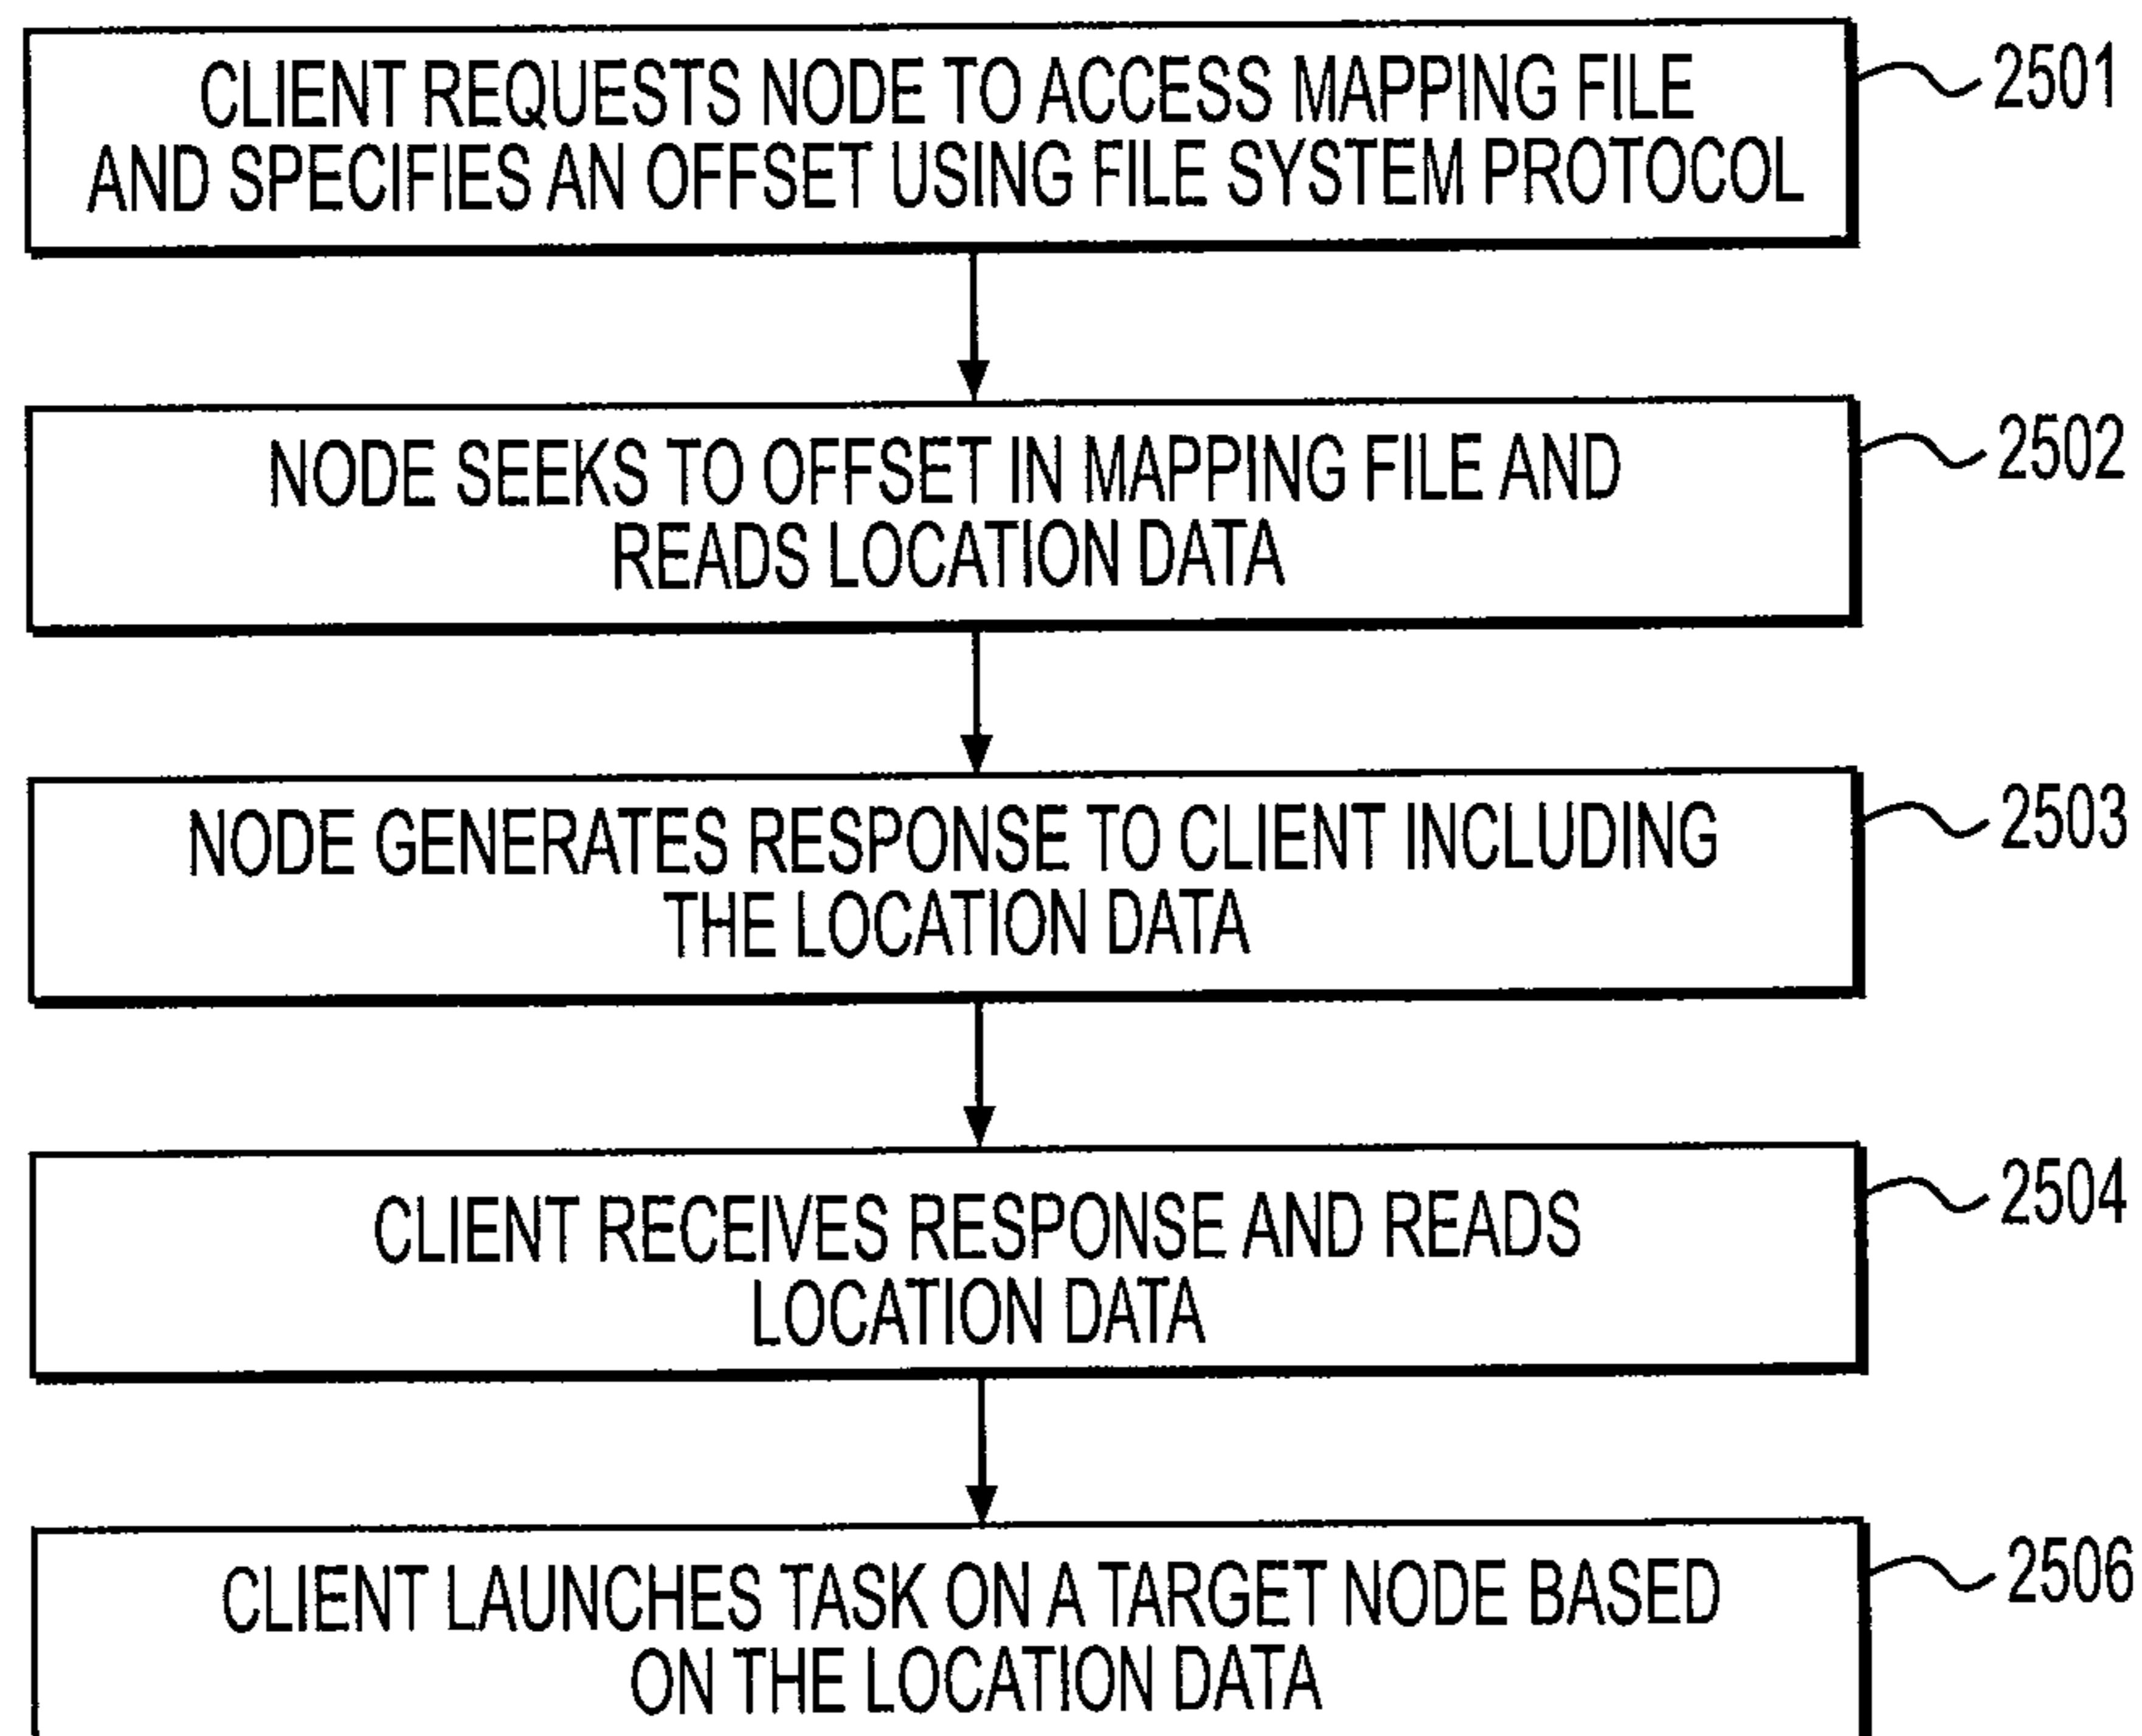 CLIENT REQUESTS NODE TO ACCESS MAPPING FILE
AND SPECIFIES AN OFFSET USING FILE SYSTEM PROTOCOL
2501
NODE SEEKS TO OFFSET IN MAPPING FILE AND
READS LOCATION DATA
2502
NODE GENERATES RESPONSE TO CLIENT INCLUDING
THE LOCATION DATA
2503
CLIENT RECEIVES RESPONSE AND READS
LOCATION DATA
2504
CLIENT LAUNCHES TASK ON A TARGET NODE BASED
ON THE LOCATION DATA
2506